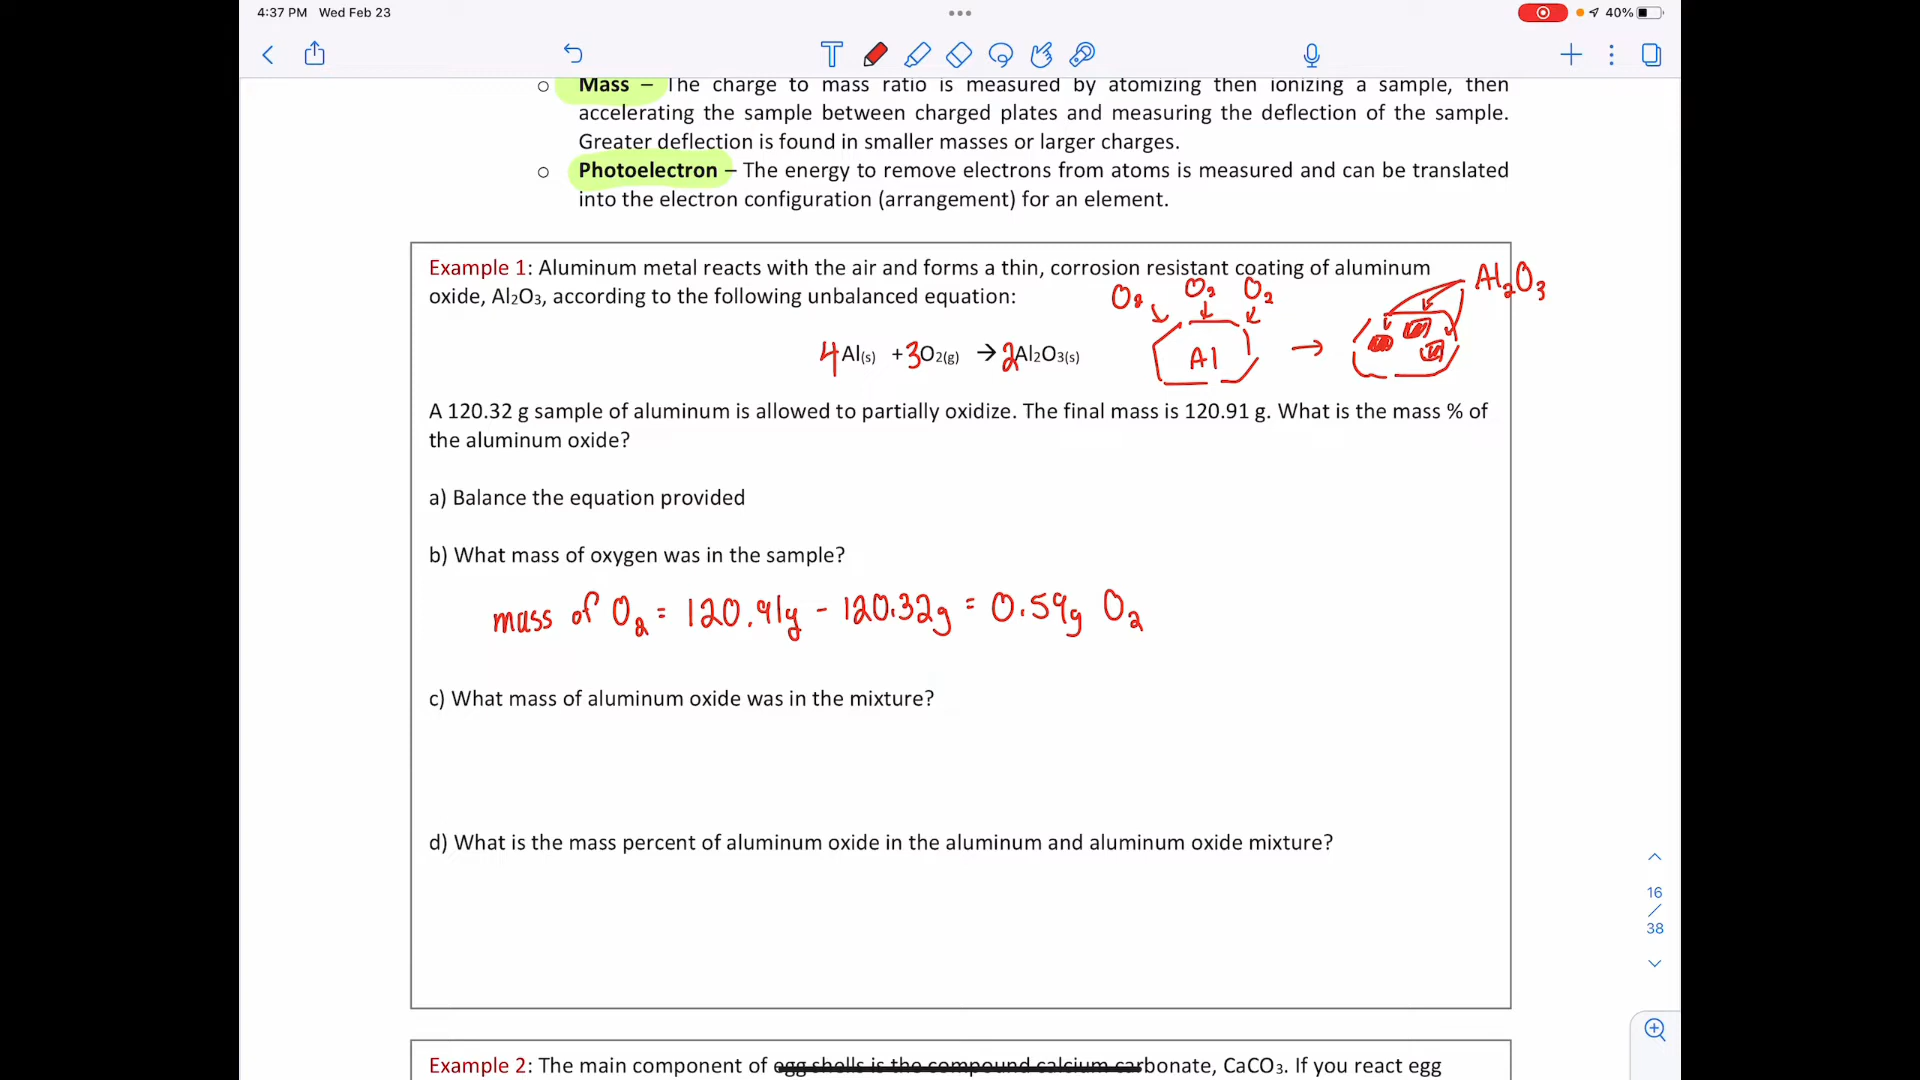 4:37 PM Wed Feb 23
40%
T
o Mass – The charge to mass ratio is measured by atomizing then ionizing a sample, then
accelerating the sample between charged plates and measuring the deflection of the sample.
Greater deflection is found in smaller masses or larger charges.
o Photoelectron – The energy to remove electrons from atoms is measured and can be translated
into the electron configuration (arrangement) for an element.
Example 1: Aluminum metal reacts with the air and forms a thin, corrosion resistant coating of aluminum
oxide, Al₂O₃, according to the following unbalanced equation:
O₂ O₂ O₂ Al₂O₃
4Al(s) + 3O₂(g) → 2Al₂O₃(s)
Al →
A 120.32 g sample of aluminum is allowed to partially oxidize. The final mass is 120.91 g. What is the mass % of
the aluminum oxide?
a) Balance the equation provided
b) What mass of oxygen was in the sample?
mass of O₂ = 120.91g - 120.32g = 0.59g O₂
c) What mass of aluminum oxide was in the mixture?
d) What is the mass percent of aluminum oxide in the aluminum and aluminum oxide mixture?
16
/
38
Example 2: The main component of egg shells is the compound calcium carbonate, CaCO₃. If you react egg